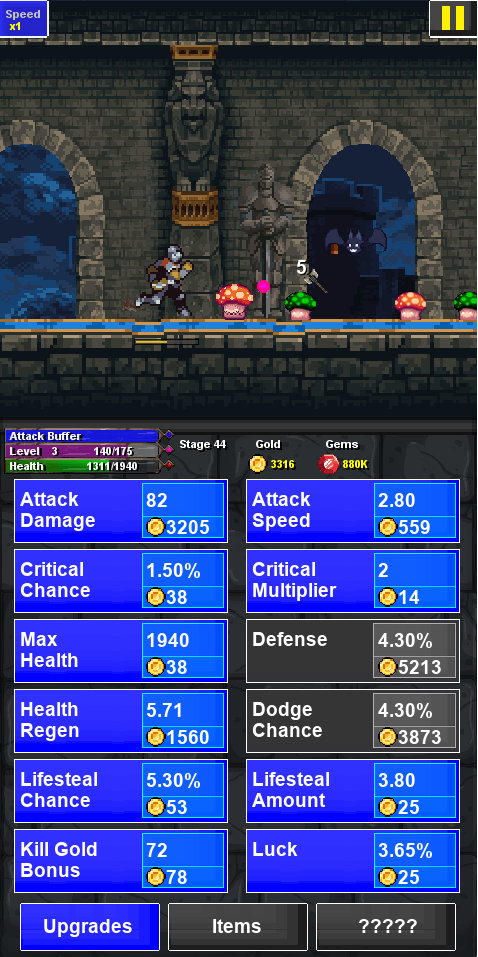 Speed
x1
5
Attack Buffer
Level 3 140/175
Health 1311/1940
Stage 44
Gold
3316
Gems
880K
Attack Damage
82
3205
Attack Speed
2.80
559
Critical Chance
1.50%
38
Critical Multiplier
2
14
Max Health
1940
38
Defense
4.30%
5213
Health Regen
5.71
1560
Dodge Chance
4.30%
3873
Lifesteal Chance
5.30%
53
Lifesteal Amount
3.80
25
Kill Gold Bonus
72
78
Luck
3.65%
25
Upgrades
Items
?????